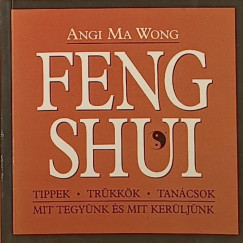 ANGI MA WONG
FENG
SHUI
TIPPEK • TRÜKKÖK • TANÁCSOK
MIT TEGYÜNK ÉS MIT KERÜLJÜNK